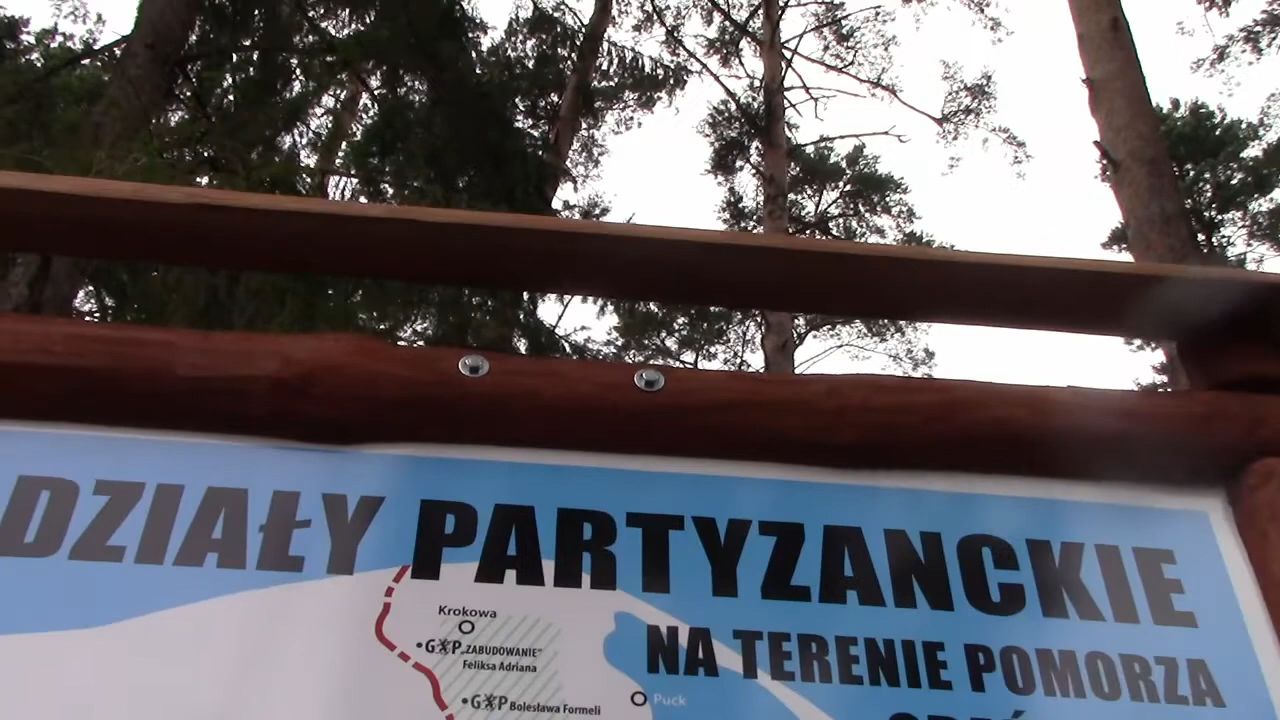 DZIAŁY PARTYZANCKIE
NA TERENIE POMORZA
Krokowa
G P „ZABUDOWANIE"
Feliksa Adriana
Puck
G P Bolesława Formeli